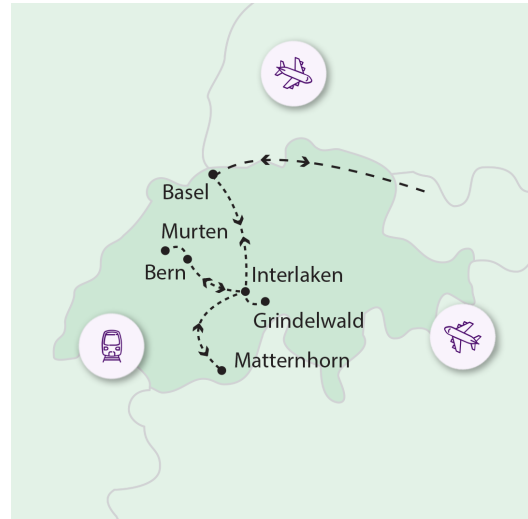 Basel
Murten
Bern
Interlaken
Grindelwald
Matternhorn